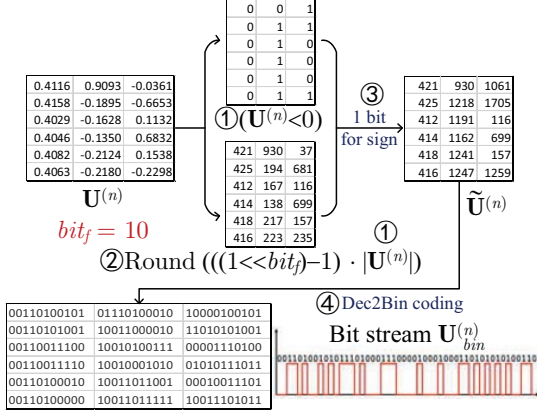 0 0 1
0 1 1
0 1 0
0 1 0
0 1 0
0 1 1
①(U^(n)<0)
0.4116 0.9093 -0.0361
0.4158 -0.1895 -0.6653
0.4029 -0.1628 0.1132
0.4046 -0.1350 0.6832
0.4082 -0.2124 0.1538
0.4063 -0.2180 -0.2298
U^(n)
bit_f = 10
421 930 37
425 194 681
412 167 116
414 138 699
418 217 157
416 223 235
①
②Round (((1<<bit_f)−1) · |U^(n)|)
③
1 bit
for sign
421 930 1061
425 1218 1705
412 1191 116
414 1162 699
418 1241 157
416 1247 1259
Ũ^(n)
④ Dec2Bin coding
00110100101 01110100010 10000100101
00110101001 10011000010 11010101001
00110011100 10010100111 00001110100
00110011110 10010001010 01010111011
00110100010 10011011001 00010011101
00110100000 10011011111 10011101011
Bit stream U^(n)_bin